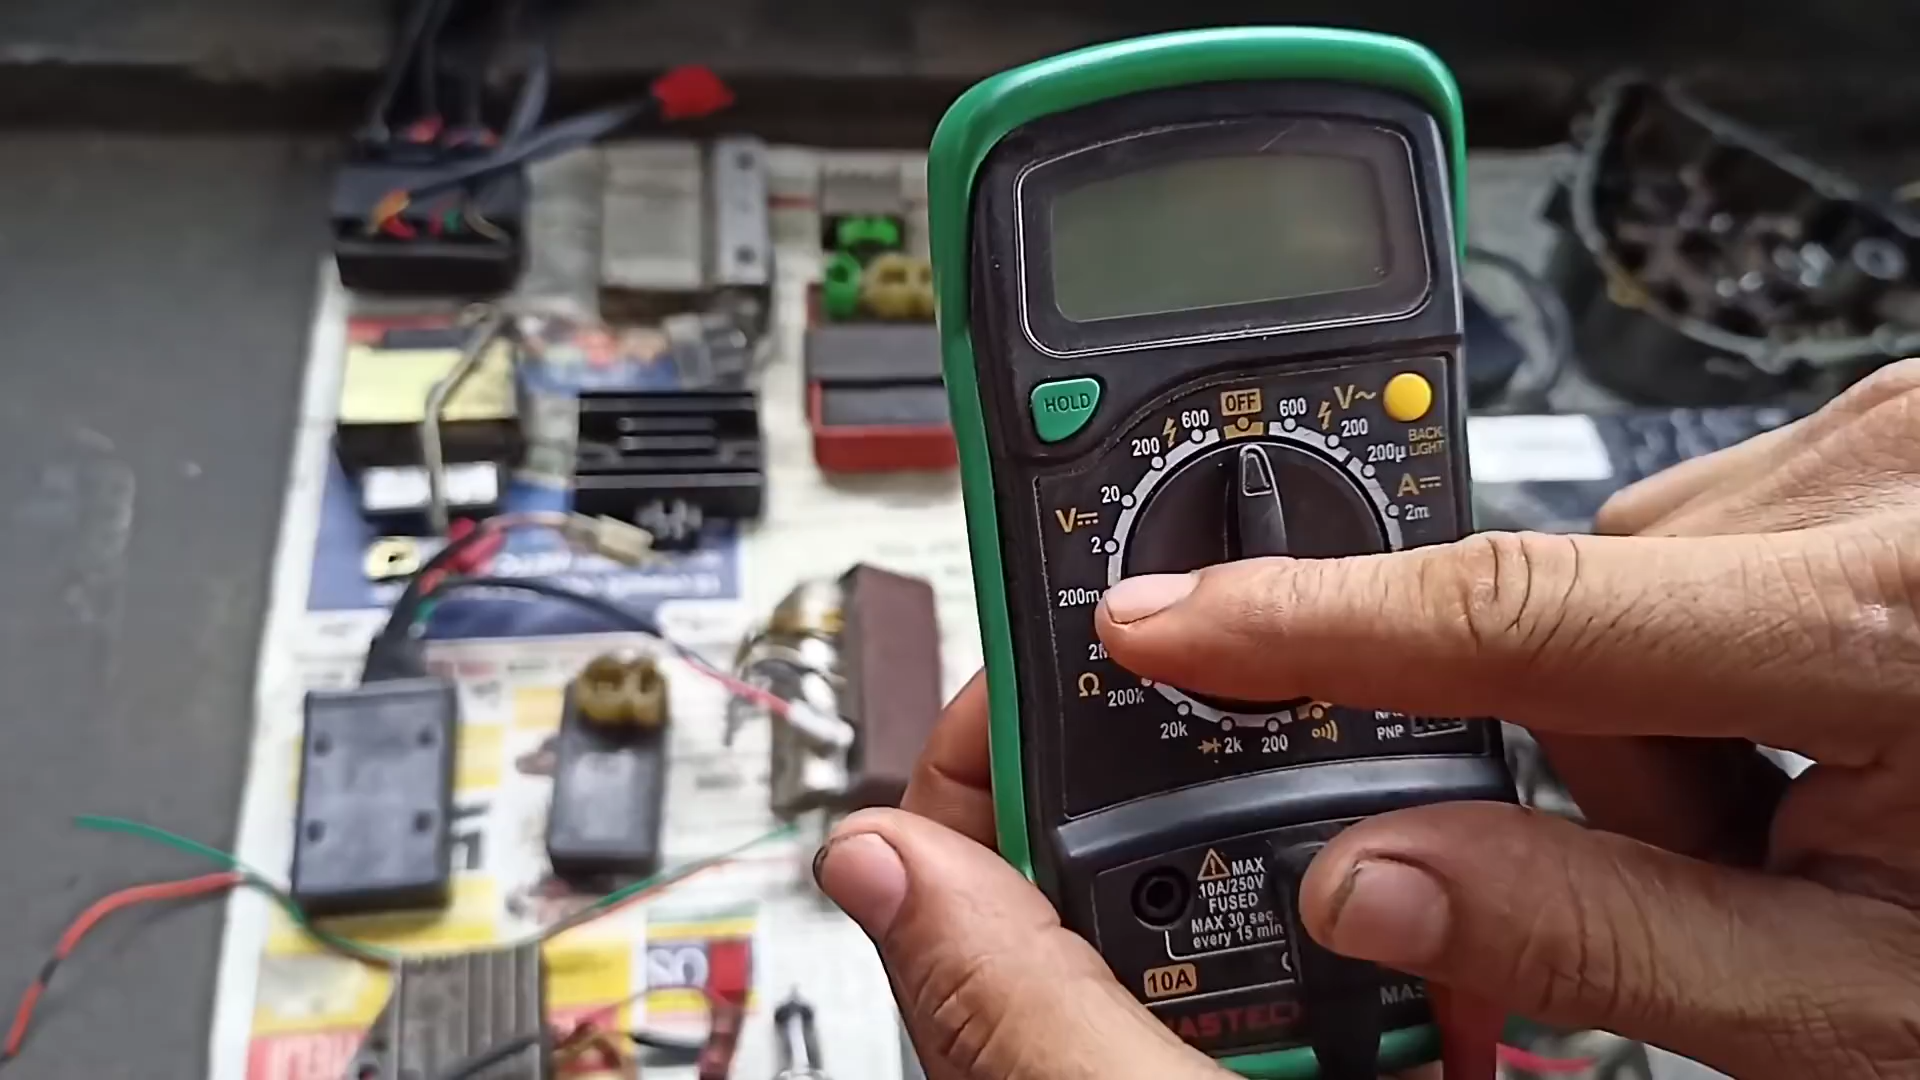 HOLD
OFF
600
600
V~
200
200
BACK
LIGHT
200µ
A
20
V
2m
2
200m
Ω
200k
20k
2k
200
PNP
MAX
10A/250V
FUSED
MAX 30 sec.
every 15 min
10A